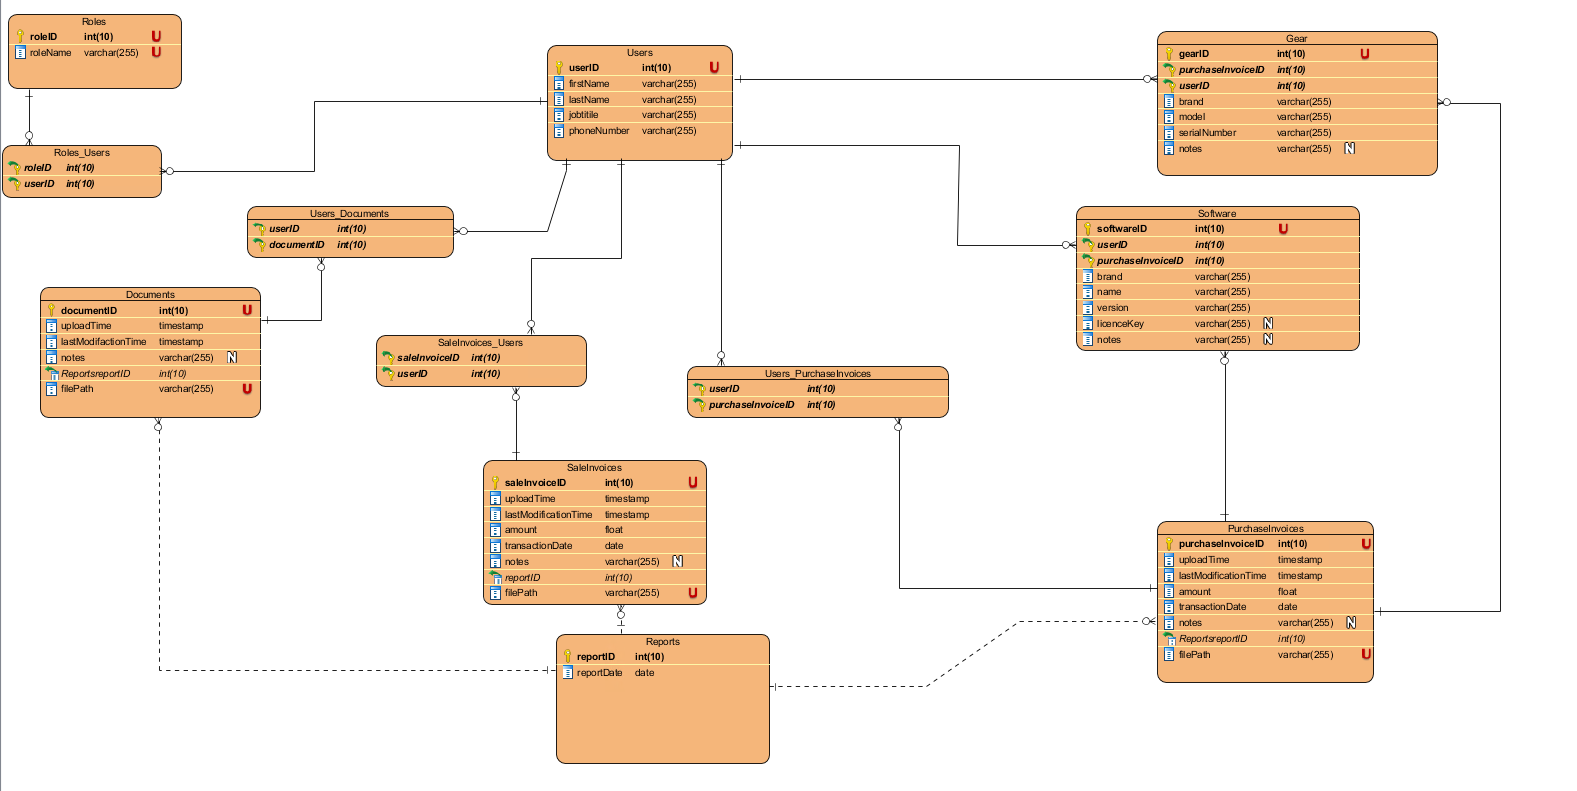 Roles
roleID int(10) U
roleName varchar(255) U
Roles_Users
roleID int(10)
userID int(10)
Users
userID int(10) U
firstName varchar(255)
lastName varchar(255)
jobtitile varchar(255)
phoneNumber varchar(255)
Gear
gearID int(10) U
purchaseInvoiceID int(10)
userID int(10)
brand varchar(255)
model varchar(255)
serialNumber varchar(255)
notes varchar(255) N
Users_Documents
userID int(10)
documentID int(10)
Software
softwareID int(10) U
userID int(10)
purchaseInvoiceID int(10)
brand varchar(255)
name varchar(255)
version varchar(255)
licenceKey varchar(255) N
notes varchar(255) N
Documents
documentID int(10) U
uploadTime timestamp
lastModifactionTime timestamp
notes varchar(255) N
ReportsreportID int(10)
filePath varchar(255) U
SaleInvoices_Users
saleInvoiceID int(10)
userID int(10)
Users_PurchaseInvoices
userID int(10)
purchaseInvoiceID int(10)
SaleInvoices
saleInvoiceID int(10) U
uploadTime timestamp
lastModificationTime timestamp
amount float
transactionDate date
notes varchar(255) N
reportID int(10)
filePath varchar(255) U
PurchaseInvoices
purchaseInvoiceID int(10) U
uploadTime timestamp
lastModificationTime timestamp
amount float
transactionDate date
notes varchar(255) N
ReportsreportID int(10)
filePath varchar(255) U
Reports
reportID int(10)
reportDate date